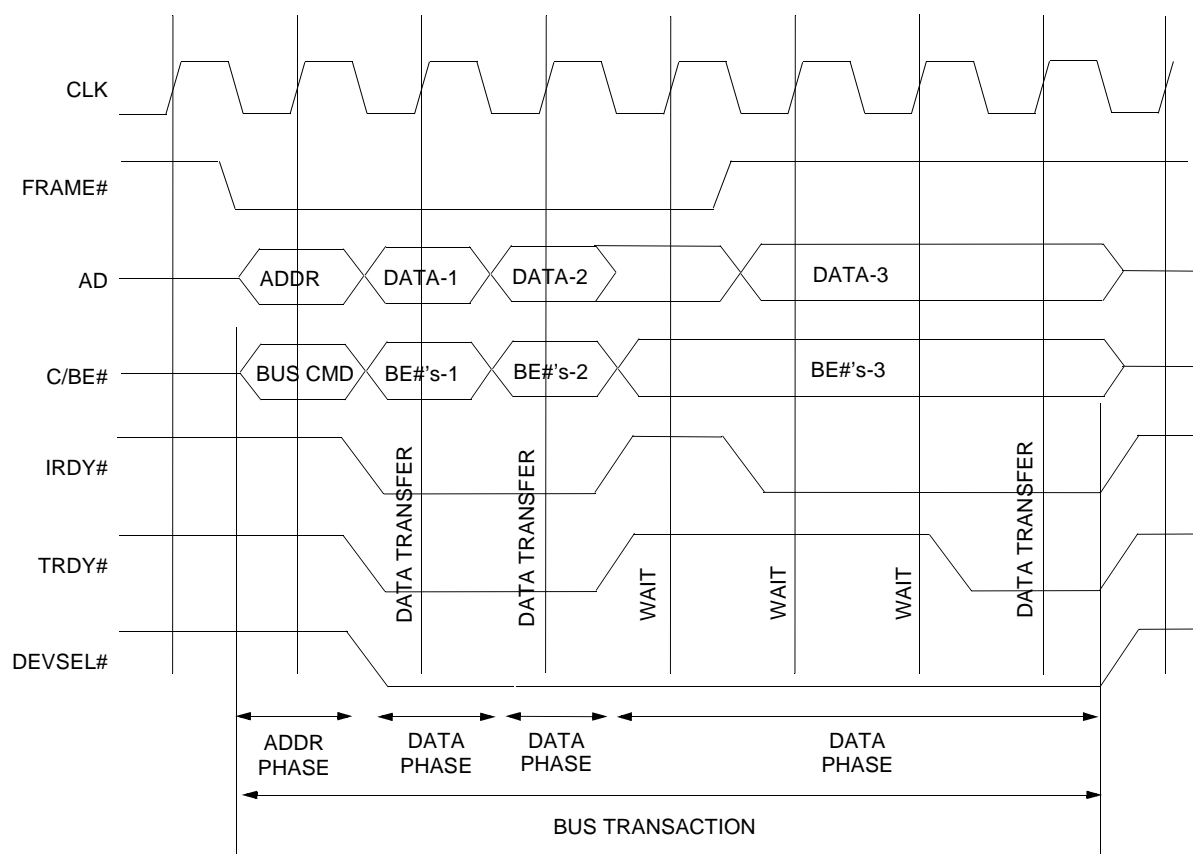 CLK
FRAME#
AD
ADDR
DATA-1
DATA-2
DATA-3
C/BE#
BUS CMD
BE#'s-1
BE#'s-2
BE#'s-3
IRDY#
TRDY#
DATA TRANSFER
DATA TRANSFER
WAIT
WAIT
WAIT
DATA TRANSFER
DEVSEL#
ADDR
PHASE
DATA
PHASE
DATA
PHASE
DATA
PHASE
BUS TRANSACTION